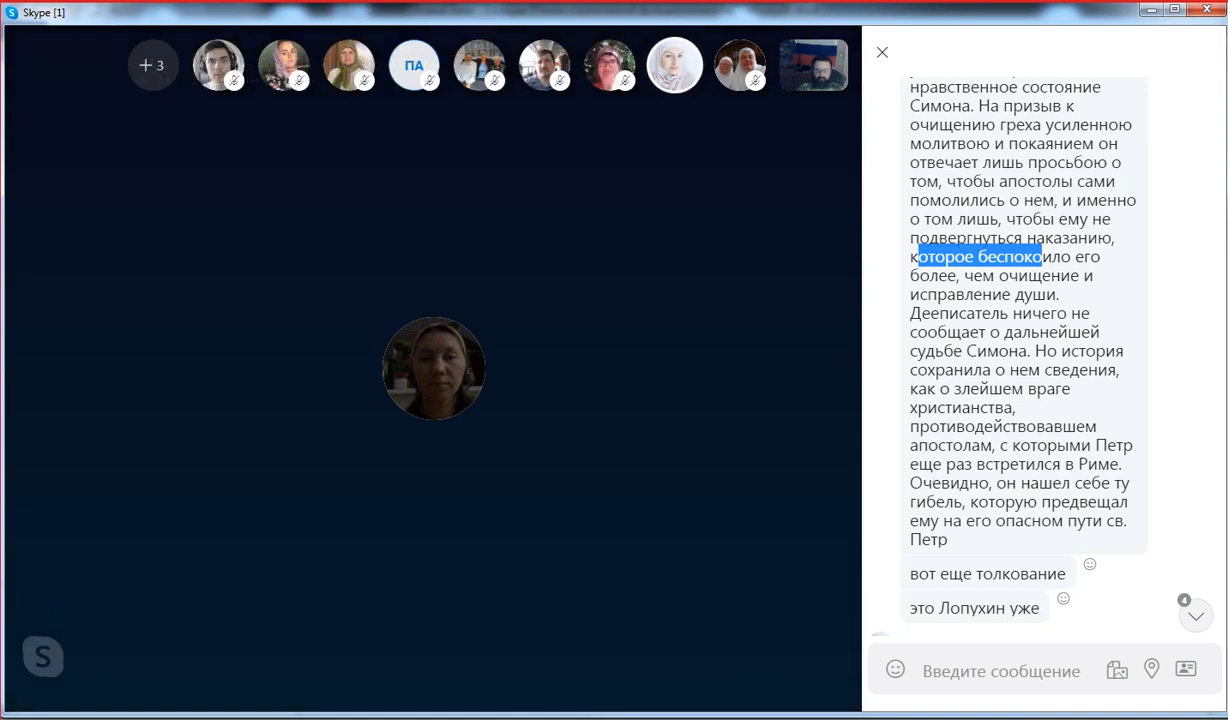 Skype [1]
+ 3
ПА
нравственное состояние
Симона. На призыв к
очищению греха усиленною
молитвою и покаянием он
отвечает лишь просьбою о
том, чтобы апостолы сами
помолились о нем, и именно
о том лишь, чтобы ему не
подвергнуться наказанию,
которое беспокоило его
более, чем очищение и
исправление души.
Дееписатель ничего не
сообщает о дальнейшей
судьбе Симона. Но история
сохранила о нем сведения,
как о злейшем враге
христианства,
противодействовавшем
апостолам, с которыми Петр
еще раз встретился в Риме.
Очевидно, он нашел себе ту
гибель, которую предвещал
ему на его опасном пути св.
Петр
вот еще толкование
это Лопухин уже
4
Введите сообщение